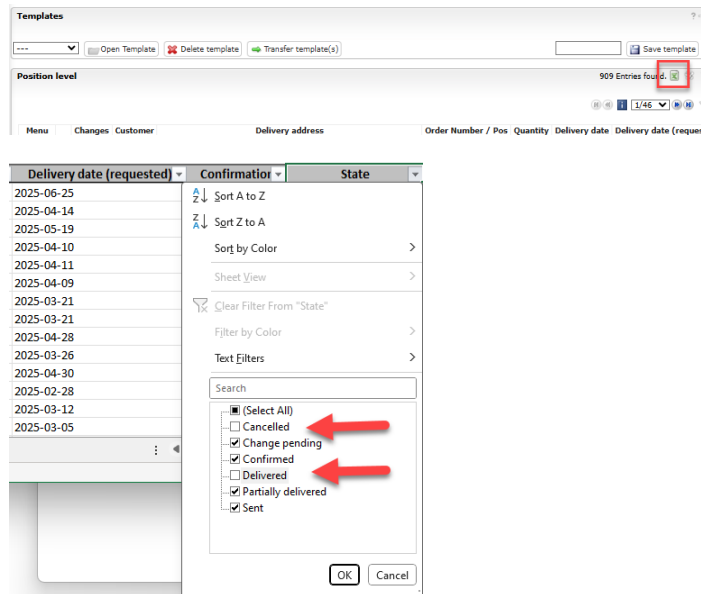 Templates
?
---
Open Template
Delete template
Transfer template(s)
Save template
Position level
909 Entries found.
1/46
Menu Changes Customer Delivery address Order Number / Pos Quantity Delivery date Delivery date (reques
Delivery date (requested) Confirmation State
2025-06-25
2025-04-14
2025-05-19
2025-04-10
2025-04-11
2025-04-09
2025-03-21
2025-03-21
2025-04-28
2025-03-26
2025-04-30
2025-02-28
2025-03-12
2025-03-05
Sort A to Z
Sort Z to A
Sort by Color
Sheet View
Clear Filter From "State"
Filter by Color
Text Filters
Search
(Select All)
Cancelled
Change pending
Confirmed
Delivered
Partially delivered
Sent
OK
Cancel